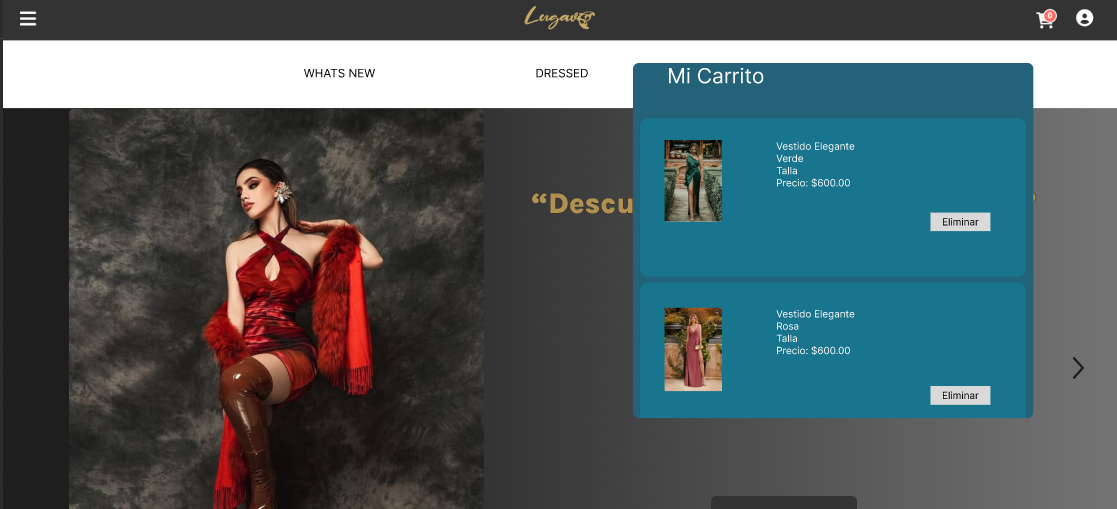 Lugav
0
WHATS NEW
DRESSED
Mi Carrito
Vestido Elegante
Verde
Talla
Precio: $600.00
Eliminar
“Descu
Vestido Elegante
Rosa
Talla
Precio: $600.00
Eliminar